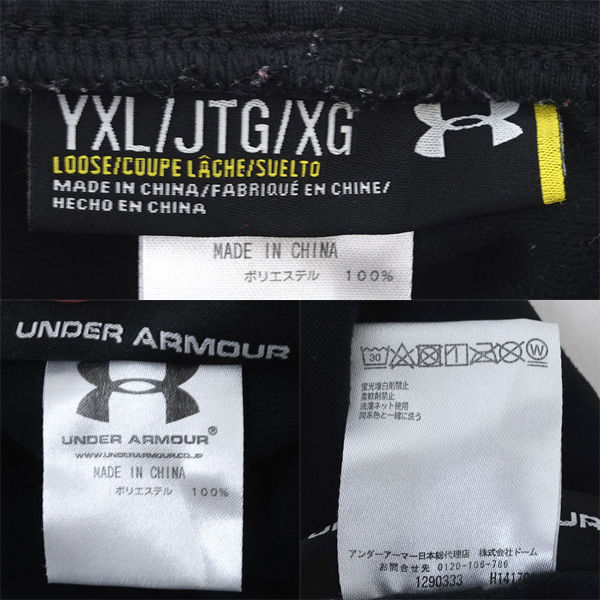 YXL/JTG/XG
LOOSE/COUPE LÂCHE/SUELTO
MADE IN CHINA/FABRIQUÉ EN CHINE/
HECHO EN CHINA
MADE IN CHINA
ポリエステル 100%
UNDER ARMOUR
UNDER ARMOUR®
WWW.UNDERARMOUR.CO.JP
MADE IN CHINA
ポリエステル 100%
30 W
蛍光増白剤禁止
柔軟剤禁止
洗濯ネット使用
同系色と一緒に洗う
UNDER ARMOUR
アンダーアーマー日本総代理店 株式会社ドーム
お問合せ先 0120-106-786
1290333